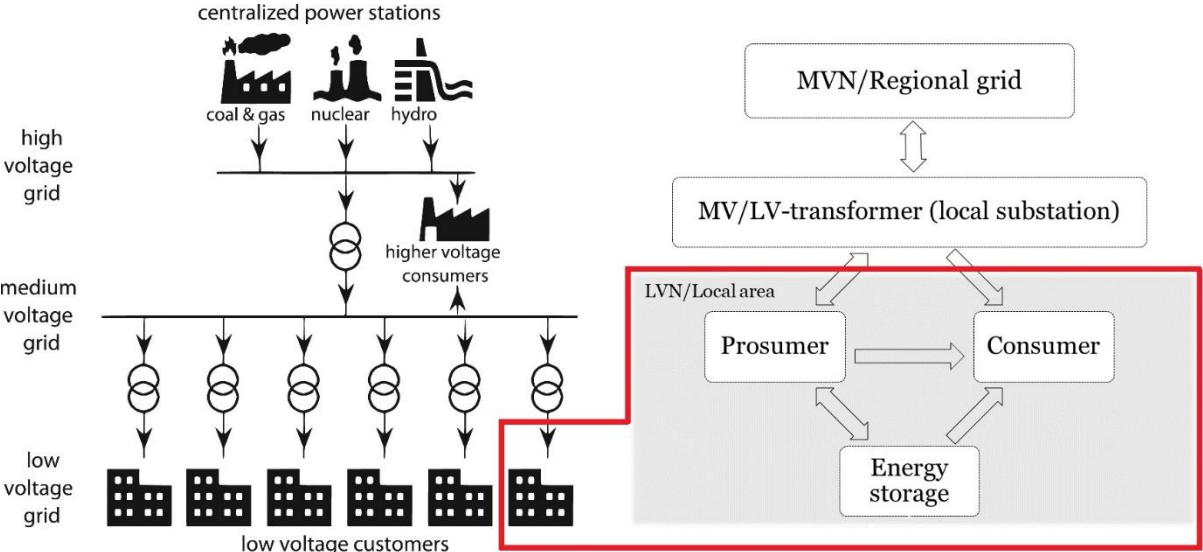 centralized power stations
coal & gas
nuclear
hydro
high
voltage
grid
higher voltage
consumers
medium
voltage
grid
low
voltage
grid
low voltage customers
MVN/Regional grid
MV/LV-transformer (local substation)
LVN/Local area
Prosumer
Consumer
Energy
storage